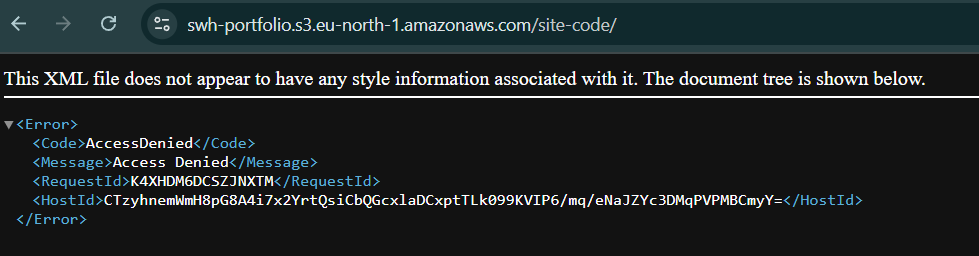 swh-portfolio.s3.eu-north-1.amazonaws.com/site-code/
This XML file does not appear to have any style information associated with it. The document tree is shown below.
<Error>
<Code>AccessDenied</Code>
<Message>Access Denied</Message>
<RequestId>K4XHDM6DCSZJNXTM</RequestId>
<HostId>CTzyhnemWmH8pG8A4i7x2YrtQsiCbQGcxlaDCxptTLk099KVIP6/mq/eNaJZYc3DMqPVPMBCmyY=</HostId>
</Error>